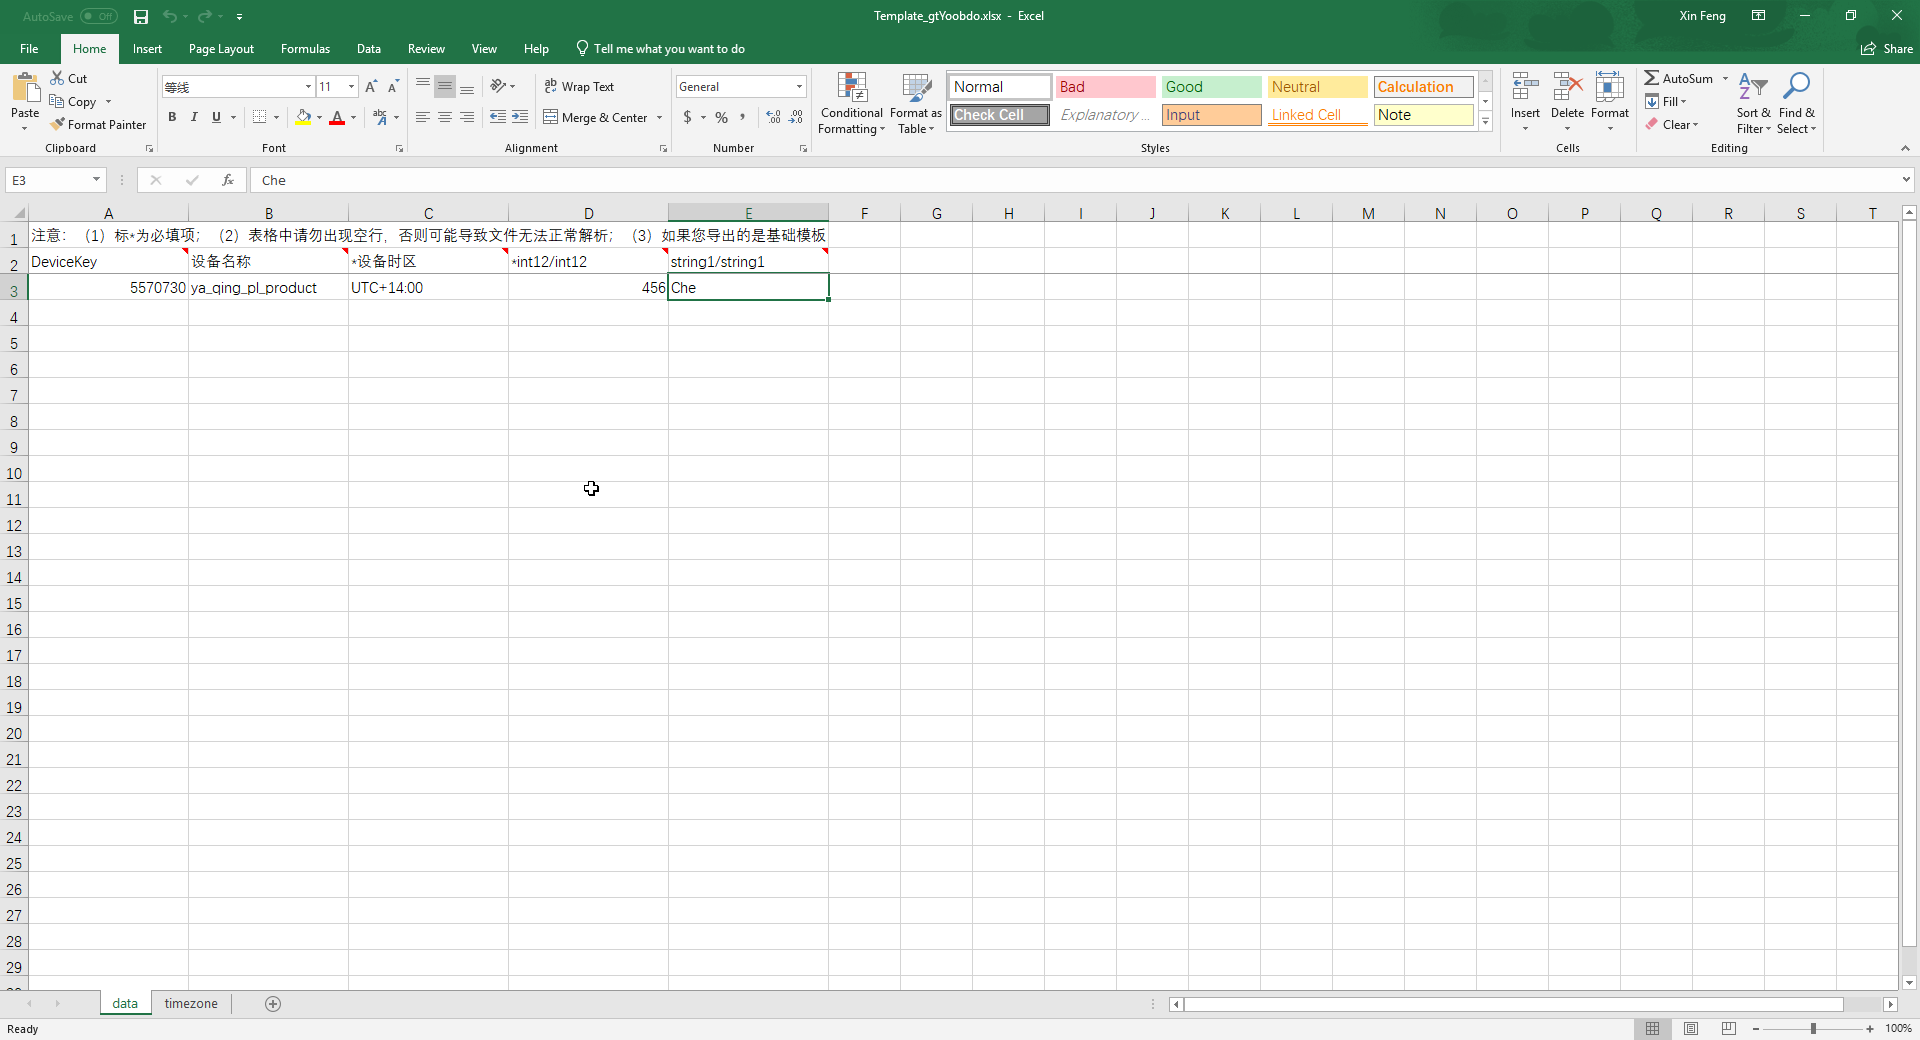 AutoSave Off Template_gtYoobdo.xlsx - Excel Xin Feng
File Home Insert Page Layout Formulas Data Review View Help Tell me what you want to do Share
Paste Cut Copy Format Painter Clipboard
等线 11 B I U Font
Wrap Text Merge & Center Alignment
General $ % , Number
Conditional Formatting Format as Table
Normal Bad Good Neutral Calculation
Check Cell Explanatory ... Input Linked Cell Note
Styles
Insert Delete Format Cells
AutoSum Fill Clear Sort & Filter Find & Select Editing
E3 fx Che
A B C D E F G H I J K L M N O P Q R S T
1 注意：（1）标*为必填项；（2）表格中请勿出现空行，否则可能导致文件无法正常解析；（3）如果您导出的是基础模板
2 DeviceKey 设备名称 *设备时区 *int12/int12 string1/string1
3 5570730 ya_qing_pl_product UTC+14:00 456 Che
4
5
6
7
8
9
10
11
12
13
14
15
16
17
18
19
20
21
22
23
24
25
26
27
28
29
data timezone
Ready 100%